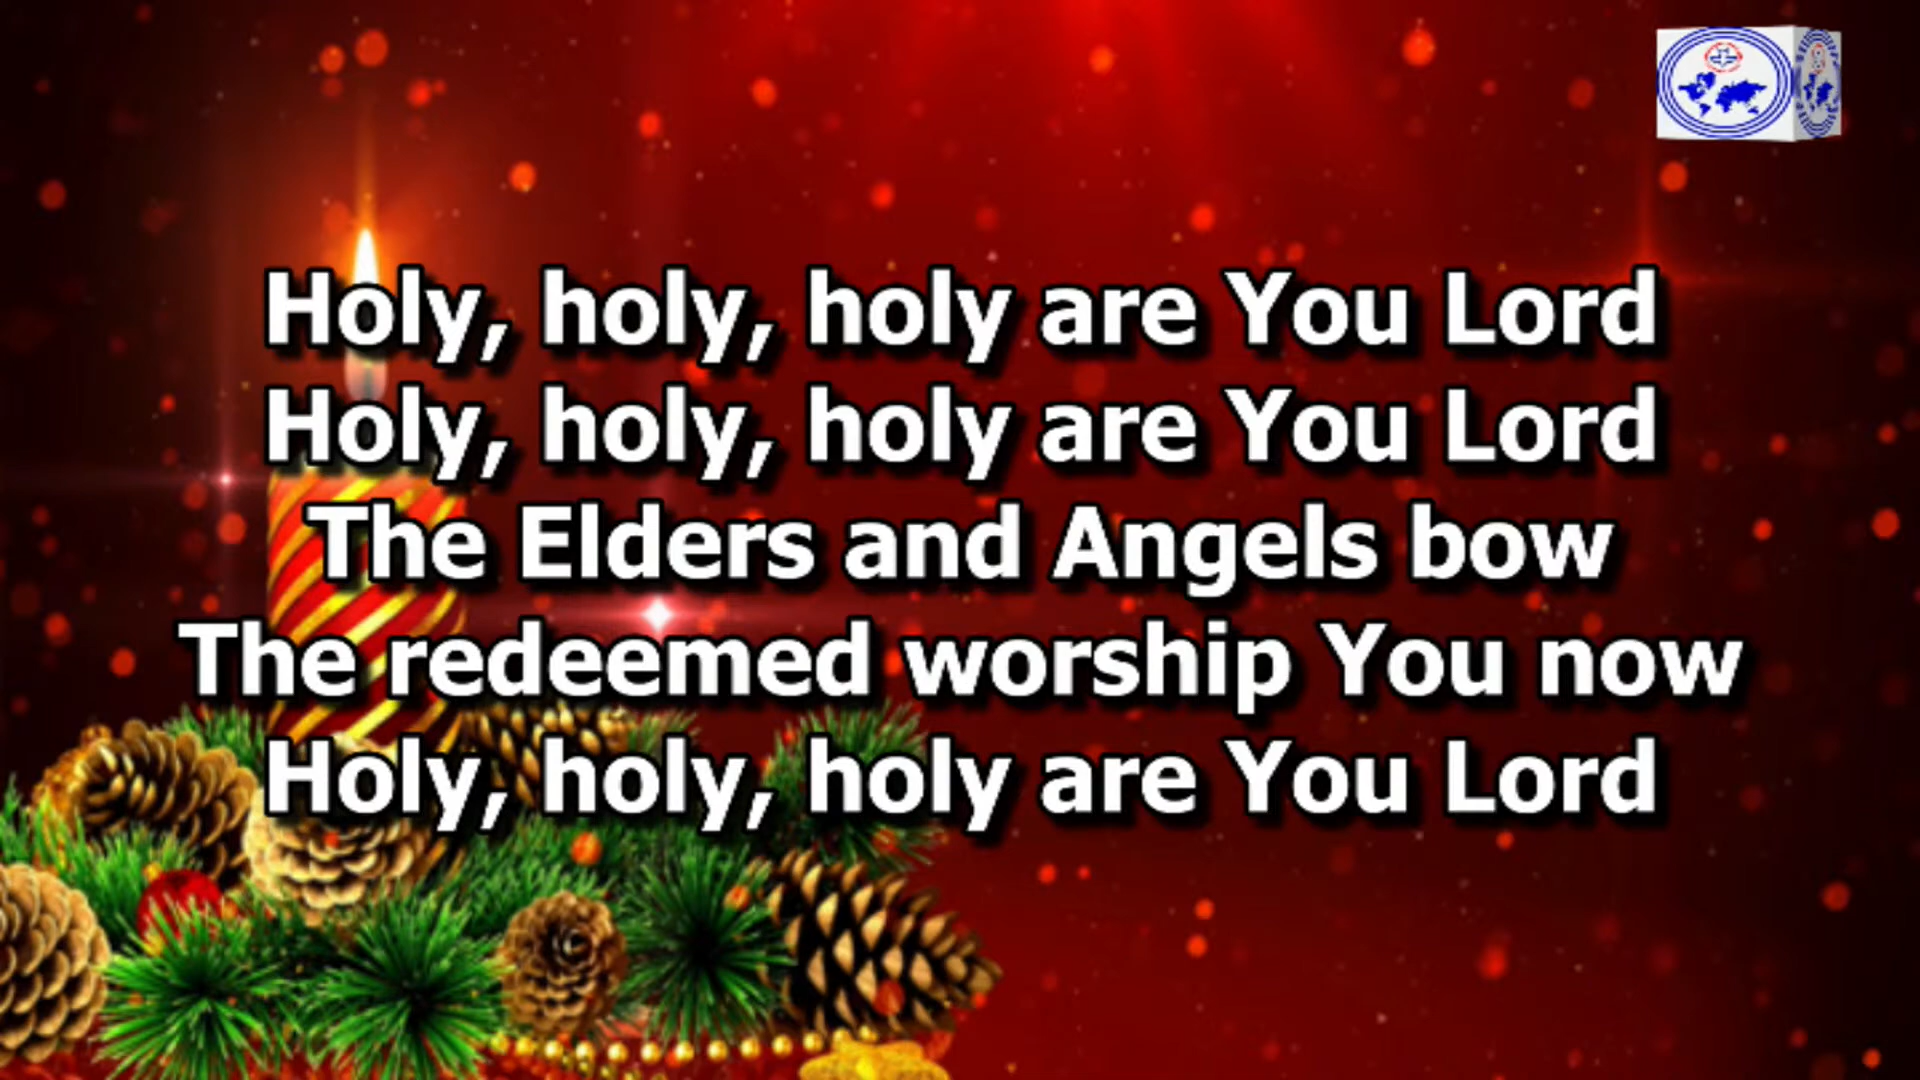 Holy, holy, holy are You Lord
Holy, holy, holy are You Lord
The Elders and Angels bow
The redeemed worship You now
Holy, holy, holy are You Lord